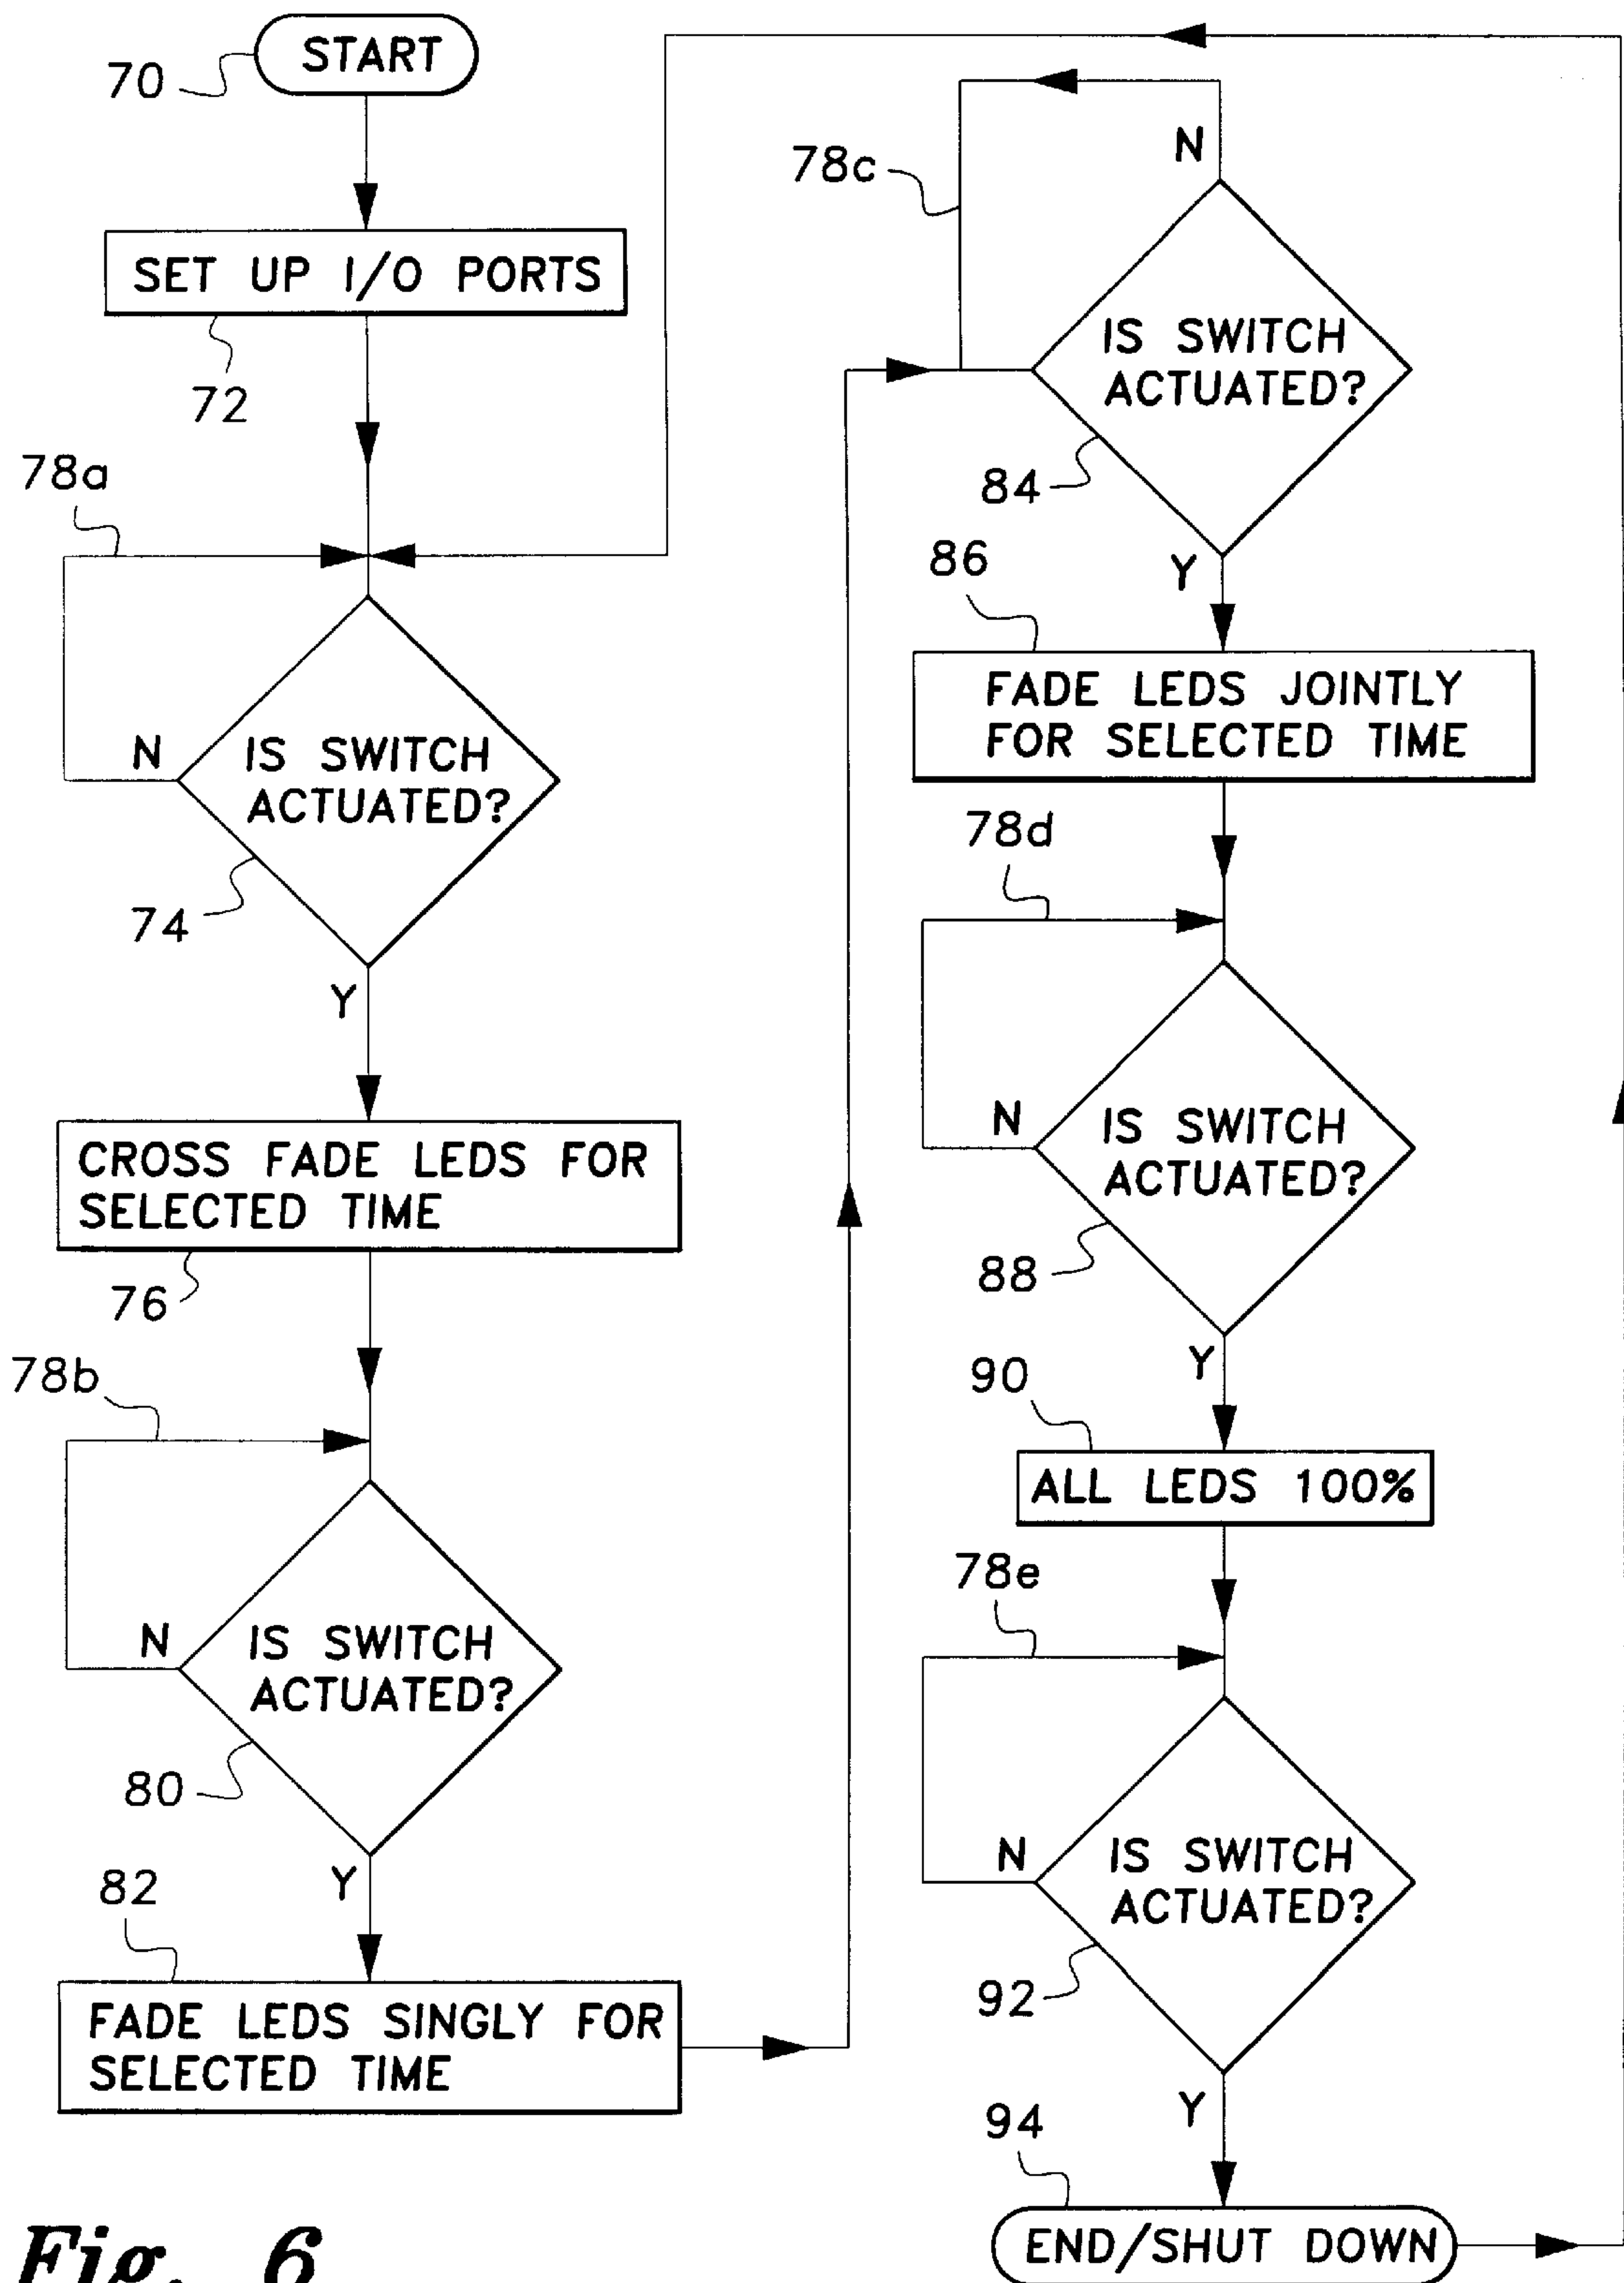 START
70
SET UP I/O PORTS
72
78a
N
IS SWITCH
ACTUATED?
74
Y
CROSS FADE LEDS FOR
SELECTED TIME
76
78b
N
IS SWITCH
ACTUATED?
80
Y
82
FADE LEDS SINGLY FOR
SELECTED TIME
78c
N
IS SWITCH
ACTUATED?
84
Y
86
FADE LEDS JOINTLY
FOR SELECTED TIME
78d
N
IS SWITCH
ACTUATED?
88
Y
90
ALL LEDS 100%
78e
N
IS SWITCH
ACTUATED?
92
Y
94
END/SHUT DOWN
Fig. 6